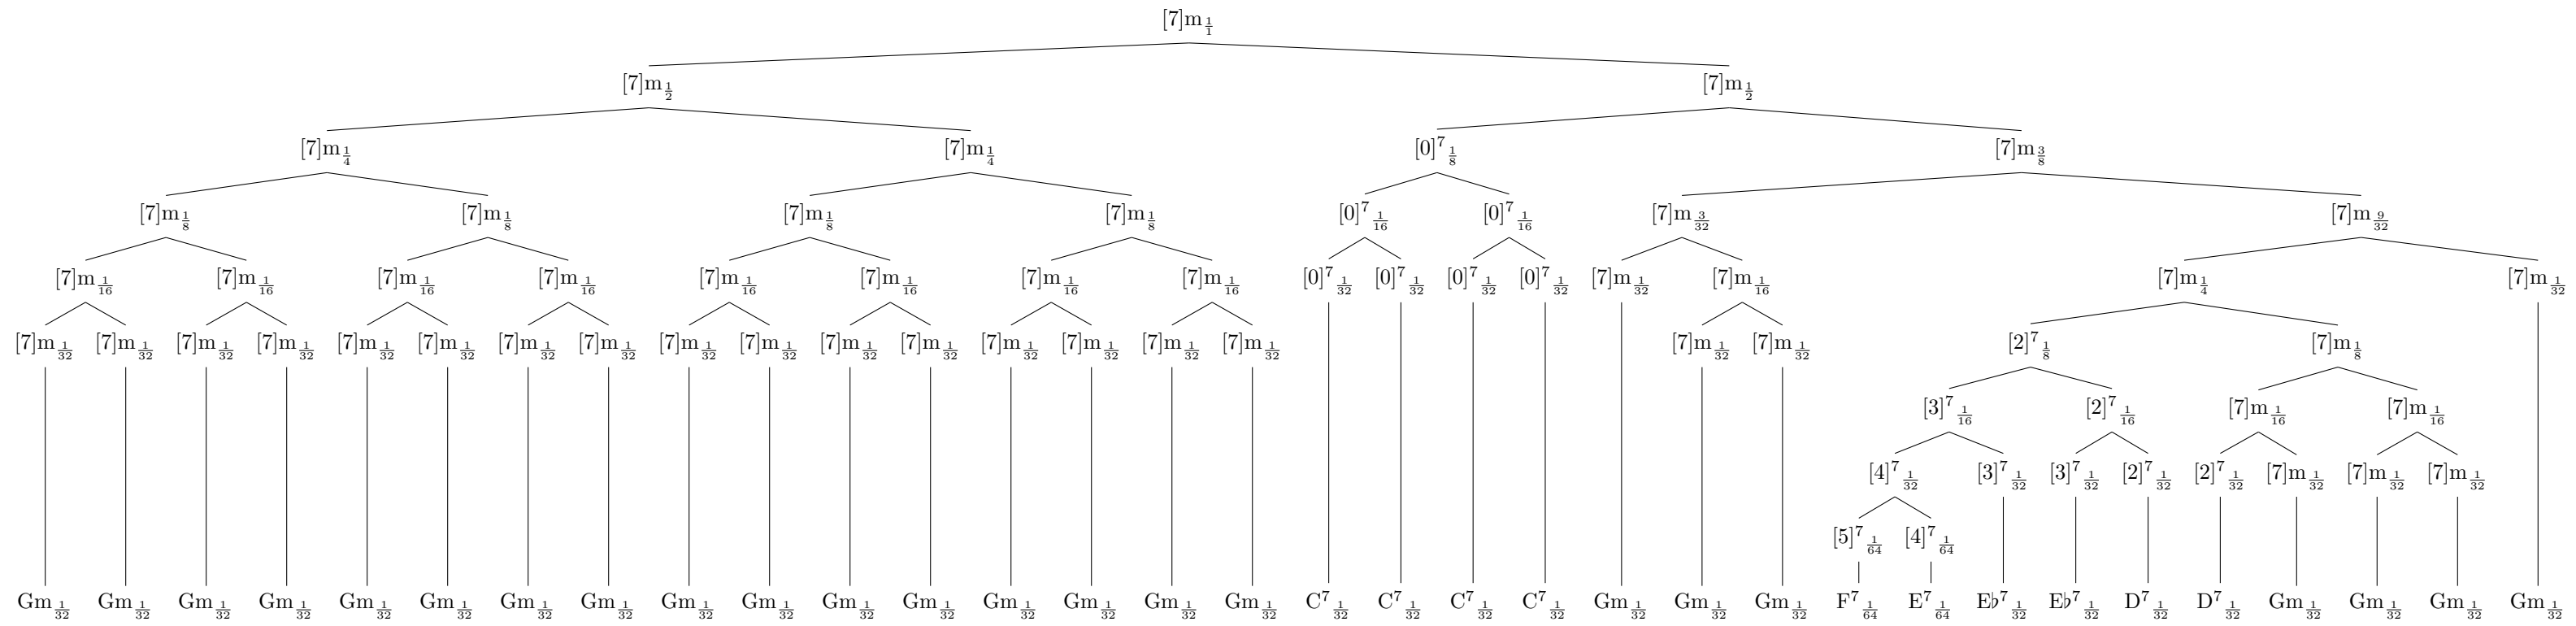 [7]m 1/1
[7]m 1/2 [7]m 1/2
[7]m 1/4 [7]m 1/4 [0]⁷ 1/8 [7]m 3/8
[7]m 1/8 [7]m 1/8 [7]m 1/8 [7]m 1/8 [0]⁷ 1/16 [0]⁷ 1/16 [7]m 3/32 [7]m 9/32
[7]m 1/16 [7]m 1/16 [7]m 1/16 [7]m 1/16 [7]m 1/16 [7]m 1/16 [7]m 1/16 [7]m 1/16 [0]⁷ 1/32 [0]⁷ 1/32 [0]⁷ 1/32 [0]⁷ 1/32 [7]m 1/32 [7]m 1/16 [7]m 1/4 [7]m 1/32
[7]m 1/32 [7]m 1/32 [7]m 1/32 [7]m 1/32 [7]m 1/32 [7]m 1/32 [7]m 1/32 [7]m 1/32 [7]m 1/32 [7]m 1/32 [7]m 1/32 [7]m 1/32 [7]m 1/32 [7]m 1/32 [7]m 1/32 [7]m 1/32 [7]m 1/32 [7]m 1/32 [2]⁷ 1/8 [7]m 1/8
[3]⁷ 1/16 [2]⁷ 1/16 [7]m 1/16 [7]m 1/16
[4]⁷ 1/32 [3]⁷ 1/32 [3]⁷ 1/32 [2]⁷ 1/32 [2]⁷ 1/32 [7]m 1/32 [7]m 1/32 [7]m 1/32
[5]⁷ 1/64 [4]⁷ 1/64
Gm 1/32 Gm 1/32 Gm 1/32 Gm 1/32 Gm 1/32 Gm 1/32 Gm 1/32 Gm 1/32 Gm 1/32 Gm 1/32 Gm 1/32 Gm 1/32 Gm 1/32 Gm 1/32 Gm 1/32 Gm 1/32 C⁷ 1/32 C⁷ 1/32 C⁷ 1/32 C⁷ 1/32 Gm 1/32 Gm 1/32 Gm 1/32 F⁷ 1/64 E⁷ 1/64 E♭⁷ 1/32 E♭⁷ 1/32 D⁷ 1/32 D⁷ 1/32 Gm 1/32 Gm 1/32 Gm 1/32 Gm 1/32